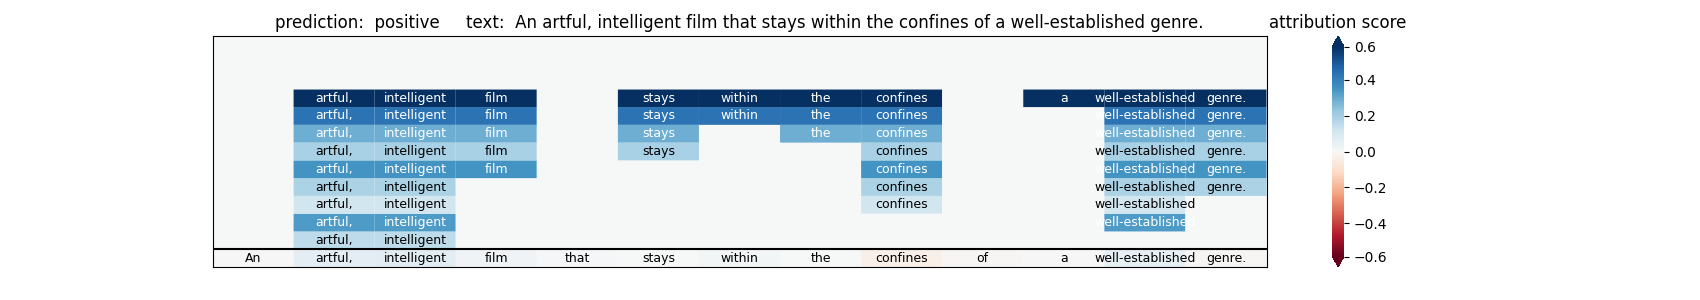 prediction: positive text: An artful, intelligent film that stays within the confines of a well-established genre. attribution score
0.6
artful, intelligent film stays within the confines a well-established genre.
artful, intelligent film stays within the confines well-established genre.
0.4
artful, intelligent film stays the confines well-established genre.
0.2
artful, intelligent film stays confines well-established genre.
0.0
artful, intelligent film confines well-established genre.
artful, intelligent confines well-established genre.
−0.2
artful, intelligent confines well-established
artful, intelligent well-established
−0.4
artful, intelligent
An artful, intelligent film that stays within the confines of a well-established genre.
−0.6